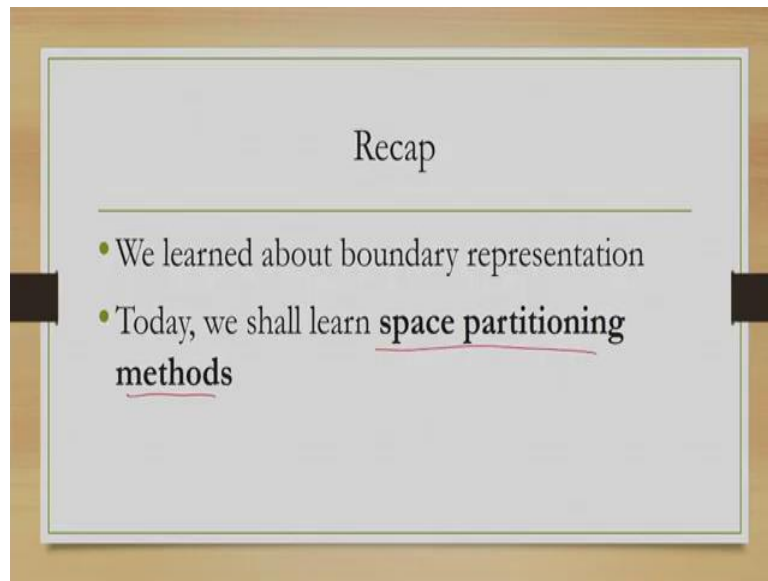 Recap
• We learned about boundary representation
• Today, we shall learn space partitioning
methods